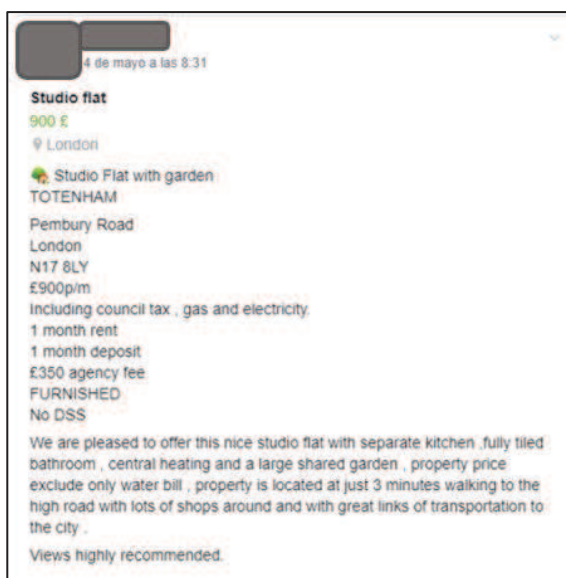 4 de mayo a las 8:31
Studio flat
900 £
London
Studio Flat with garden
TOTENHAM
Pembury Road
London
N17 8LY
£900p/m
Including council tax , gas and electricity.
1 month rent
1 month deposit
£350 agency fee
FURNISHED
No DSS
We are pleased to offer this nice studio flat with separate kitchen ,fully tiled
bathroom , central heating and a large shared garden , property price
exclude only water bill , property is located at just 3 minutes walking to the
high road with lots of shops around and with great links of transportation to
the city .
Views highly recommended.